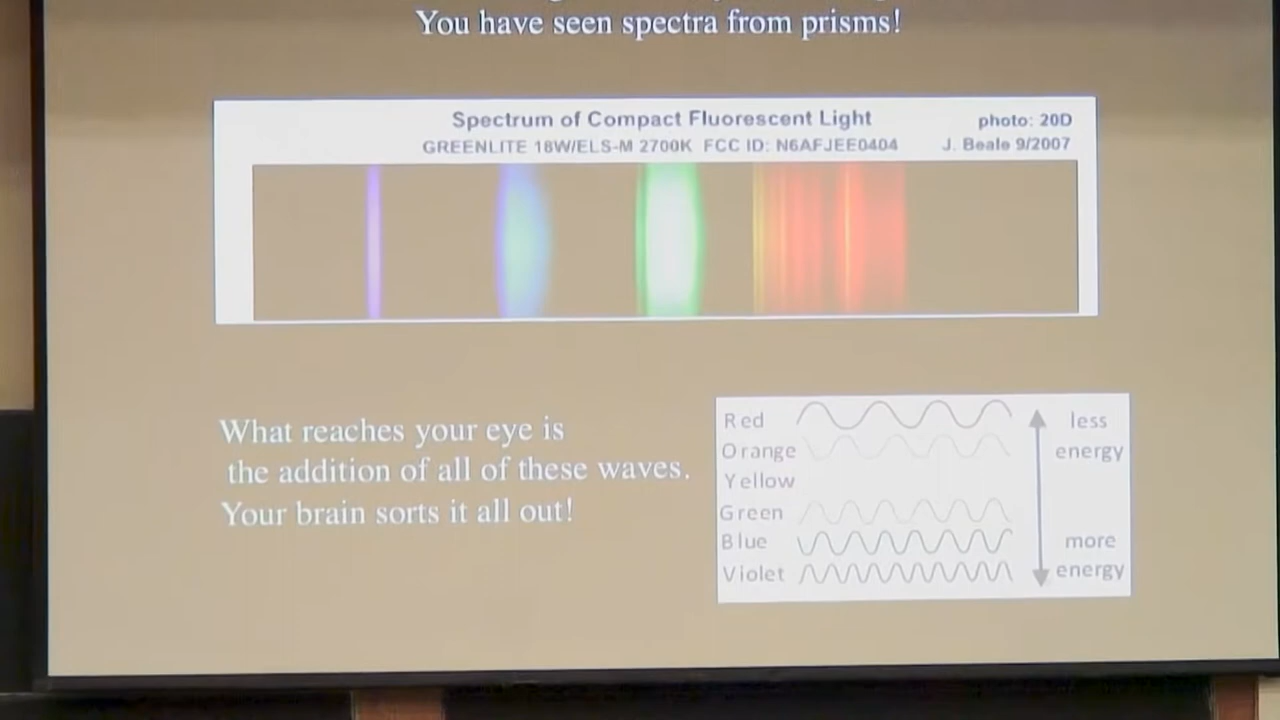 You have seen spectra from prisms!
Spectrum of Compact Fluorescent Light
photo: 20D
GREENLITE 18W/ELS-M 2700K FCC ID: N6AFJEE0404
J. Beale 9/2007
What reaches your eye is
the addition of all of these waves.
Your brain sorts it all out!
Red
less
Orange
energy
Yellow
Green
Blue
more
Violet
energy